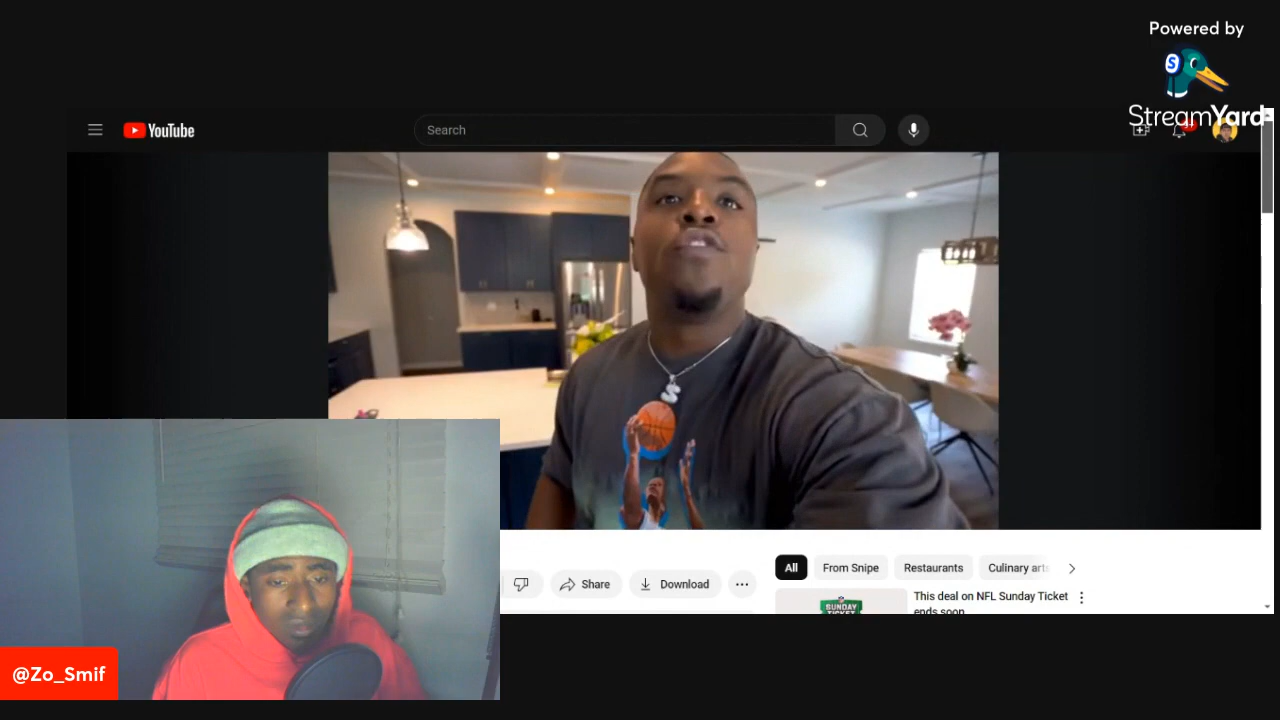 Powered by
StreamYard
YouTube
Search
S
All
From Snipe
Restaurants
Culinary arts
Share
Download
This deal on NFL Sunday Ticket
ends soon
SUNDAY
TICKET
@Zo_Smif